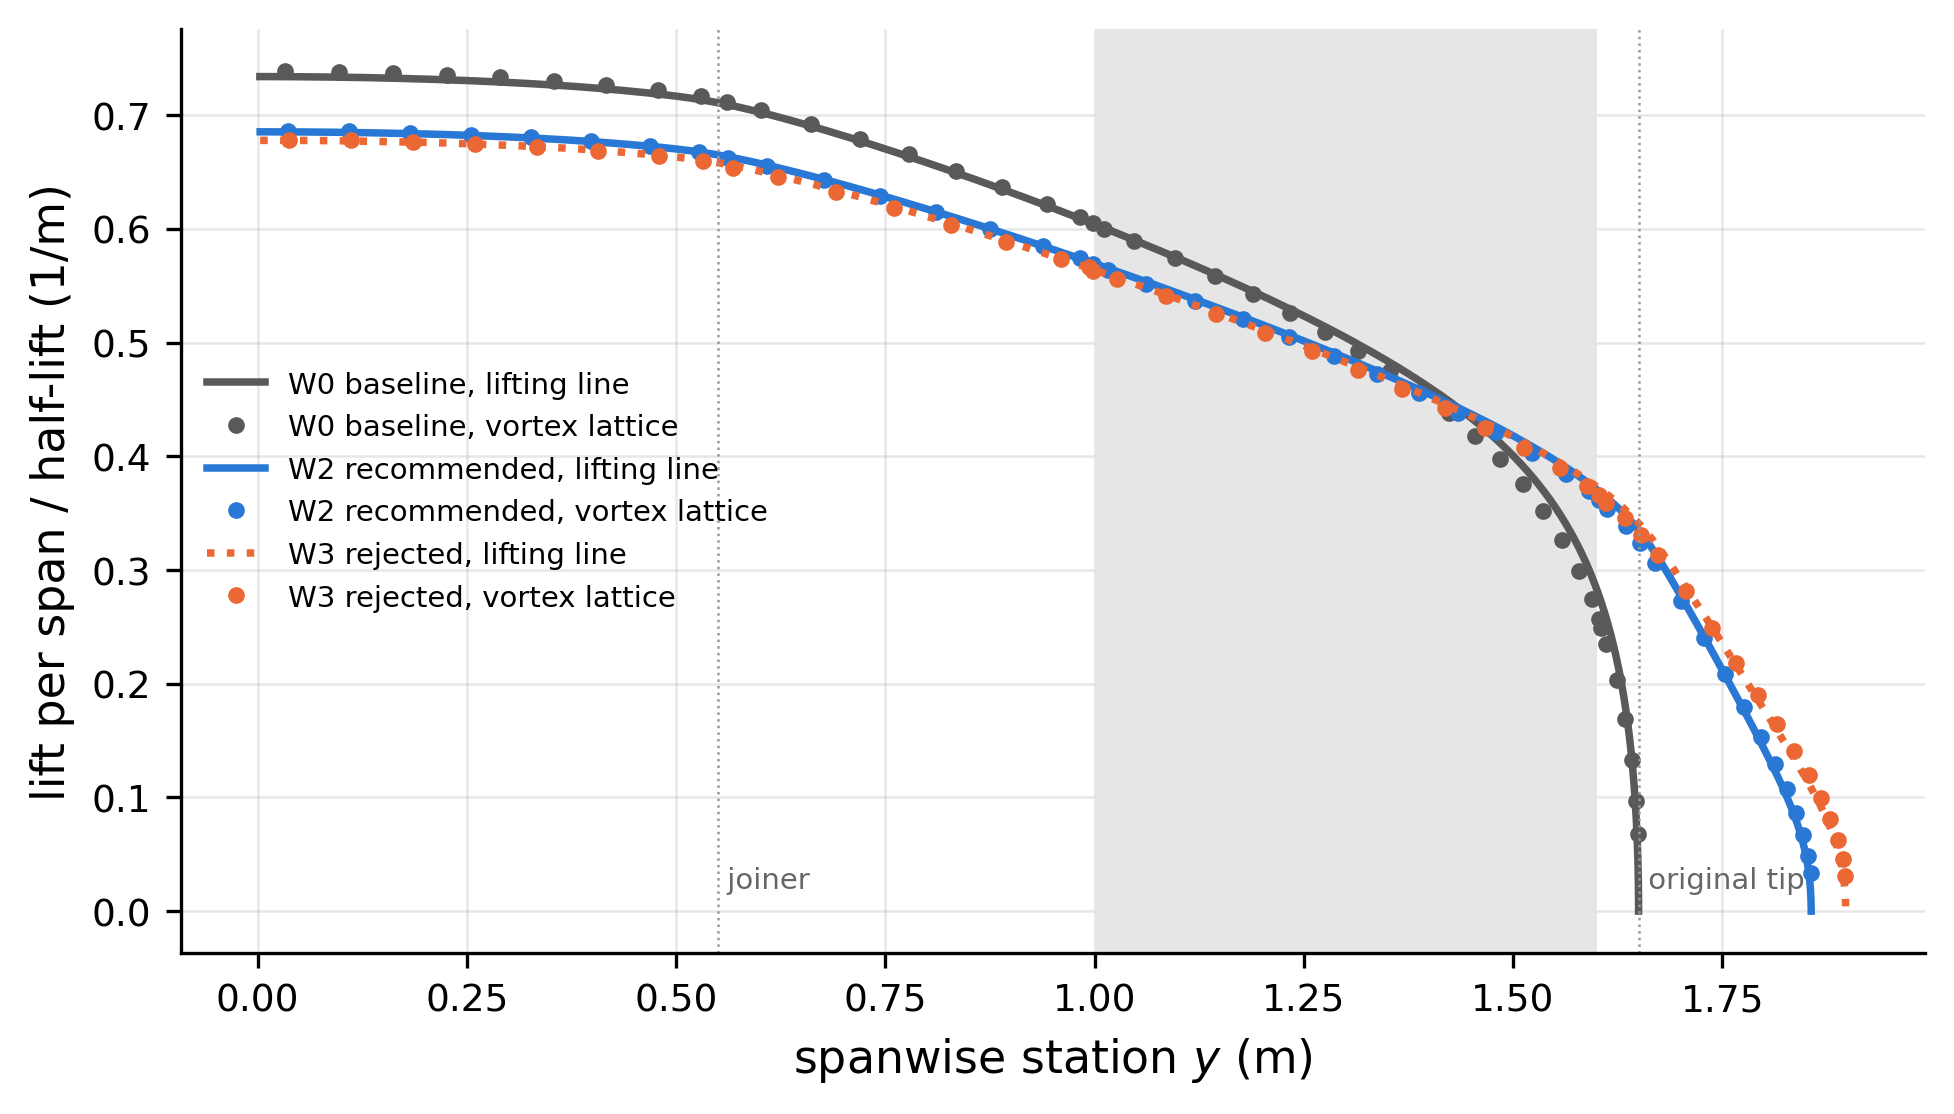 lift per span / half-lift (1/m)
0.7
0.6
0.5
0.4
0.3
0.2
0.1
0.0
W0 baseline, lifting line
W0 baseline, vortex lattice
W2 recommended, lifting line
W2 recommended, vortex lattice
W3 rejected, lifting line
W3 rejected, vortex lattice
joiner
original tip
0.00 0.25 0.50 0.75 1.00 1.25 1.50 1.75
spanwise station y (m)